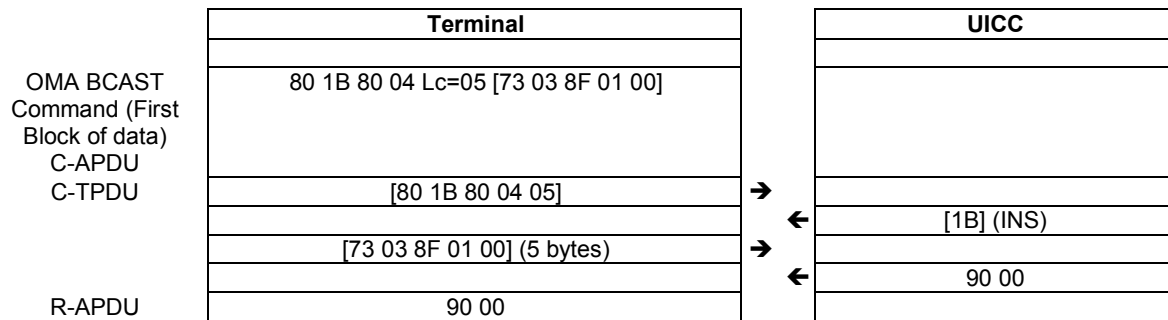 Terminal UICC
OMA BCAST 80 1B 80 04 Lc=05 [73 03 8F 01 00]
Command (First
Block of data)
C-APDU
C-TPDU [80 1B 80 04 05] ➔
🡰 [1B] (INS)
[73 03 8F 01 00] (5 bytes) ➔
🡰 90 00
R-APDU 90 00